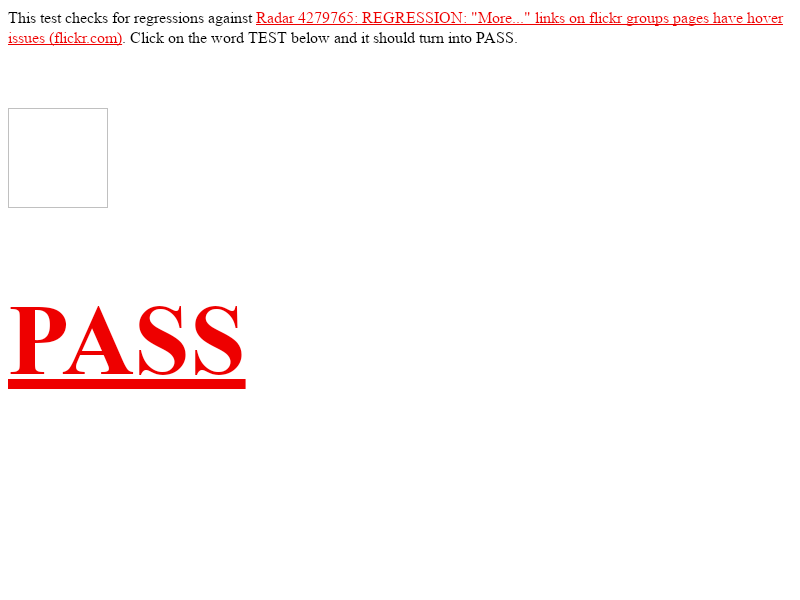 This test checks for regressions against Radar 4279765: REGRESSION: "More..." links on flickr groups pages have hover
issues (flickr.com). Click on the word TEST below and it should turn into PASS.
PASS